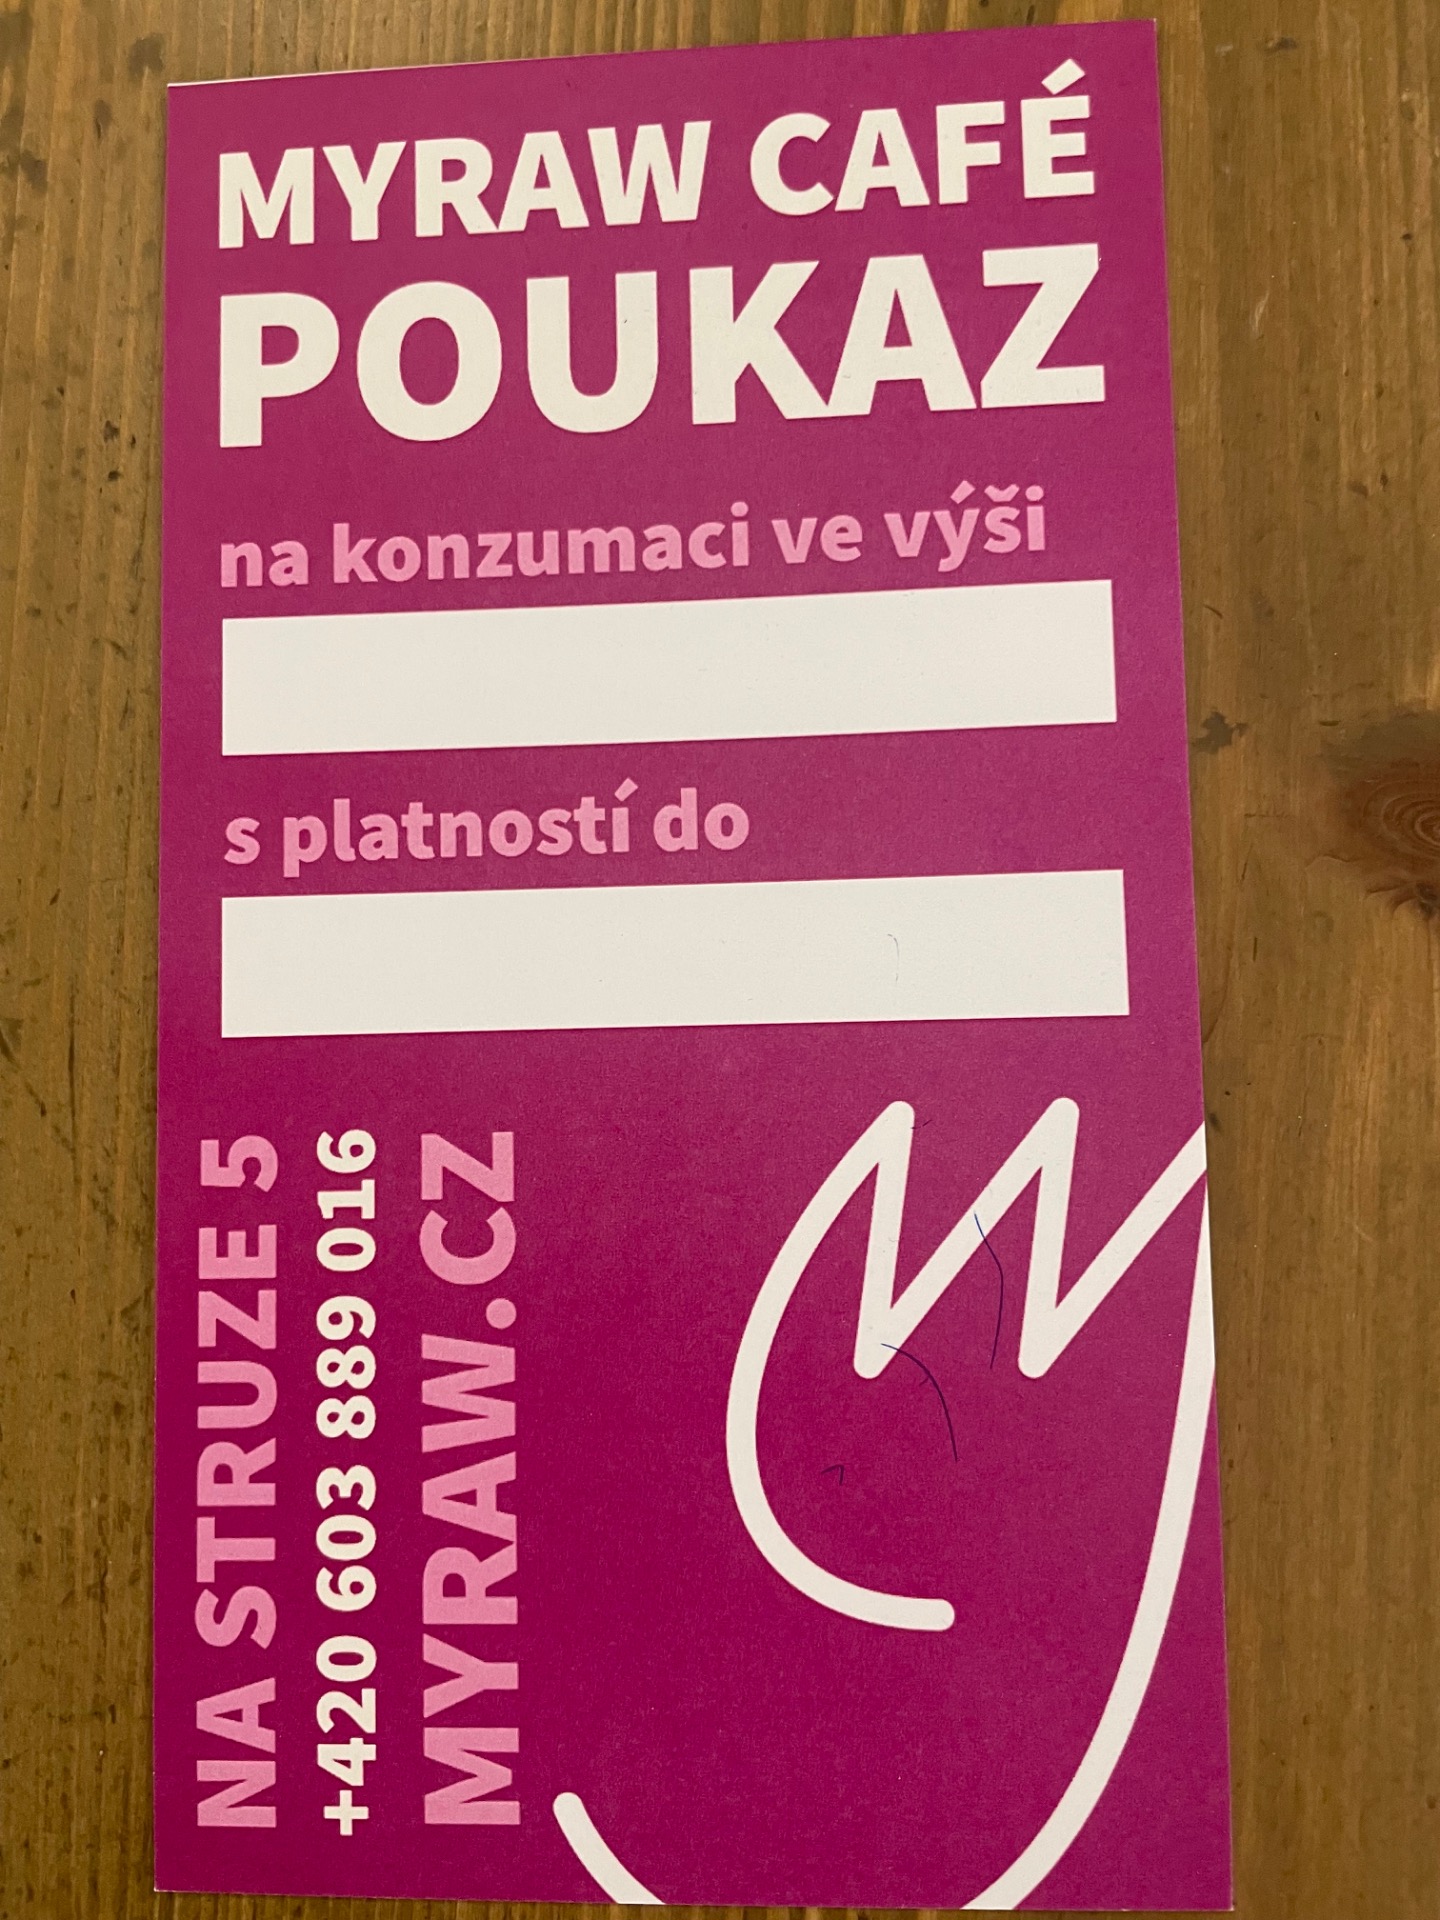 MYRAW CAFÉ
POUKAZ
na konzumaci ve výši
s platností do
NA STRUZE 5
+420 603 889 016
MYRAW.CZ